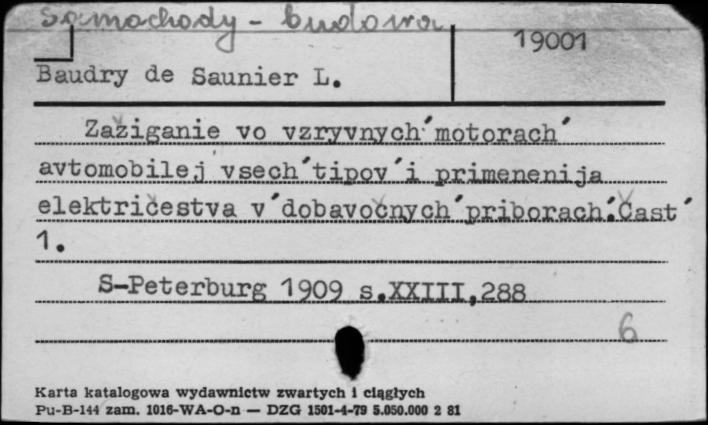 Samochody - budowa
19001
Baudry de Saunier L.
Zažiganie vo vzryvnych' motorach'
avtomobilej vsech' tipov' i primenenija
električestva v' dobavočnych' priborach'. Čast'
1.
S-Peterburg 1909 s.XXIII,288
6
Karta katalogowa wydawnictw zwartych i ciągłych
Pu-B-144 zam. 1016-WA-O-n — DZG 1501-4-79 5.050.000 2 81